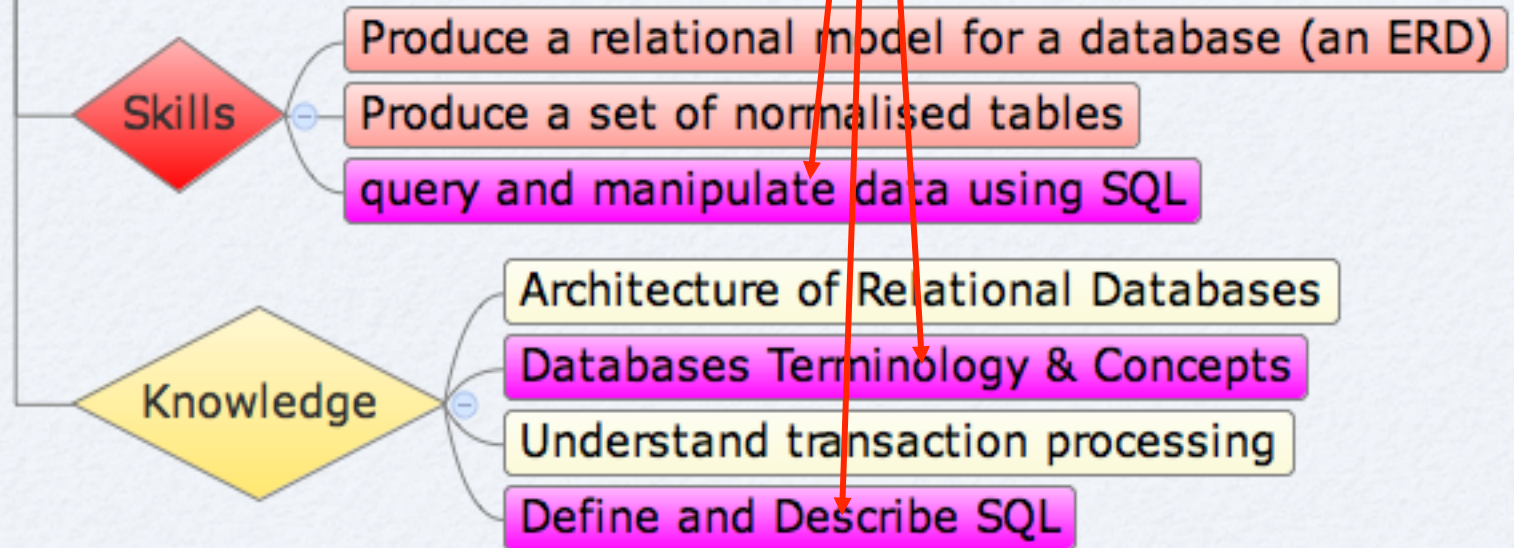 Skills
Produce a relational model for a database (an ERD)
Produce a set of normalised tables
query and manipulate data using SQL
Knowledge
Architecture of Relational Databases
Databases Terminology & Concepts
Understand transaction processing
Define and Describe SQL